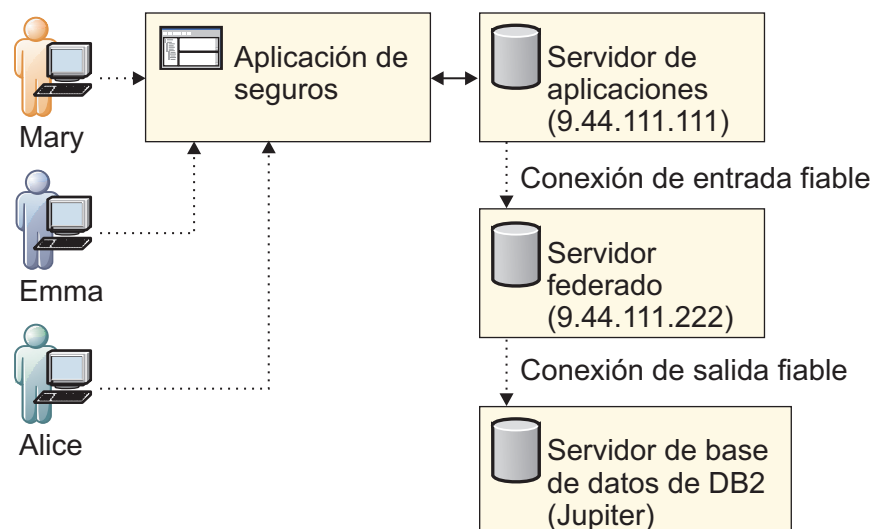 Mary
Emma
Alice
Aplicación de
seguros
Servidor de
aplicaciones
(9.44.111.111)
Conexión de entrada fiable
Servidor
federado
(9.44.111.222)
Conexión de salida fiable
Servidor de base
de datos de DB2
(Jupiter)